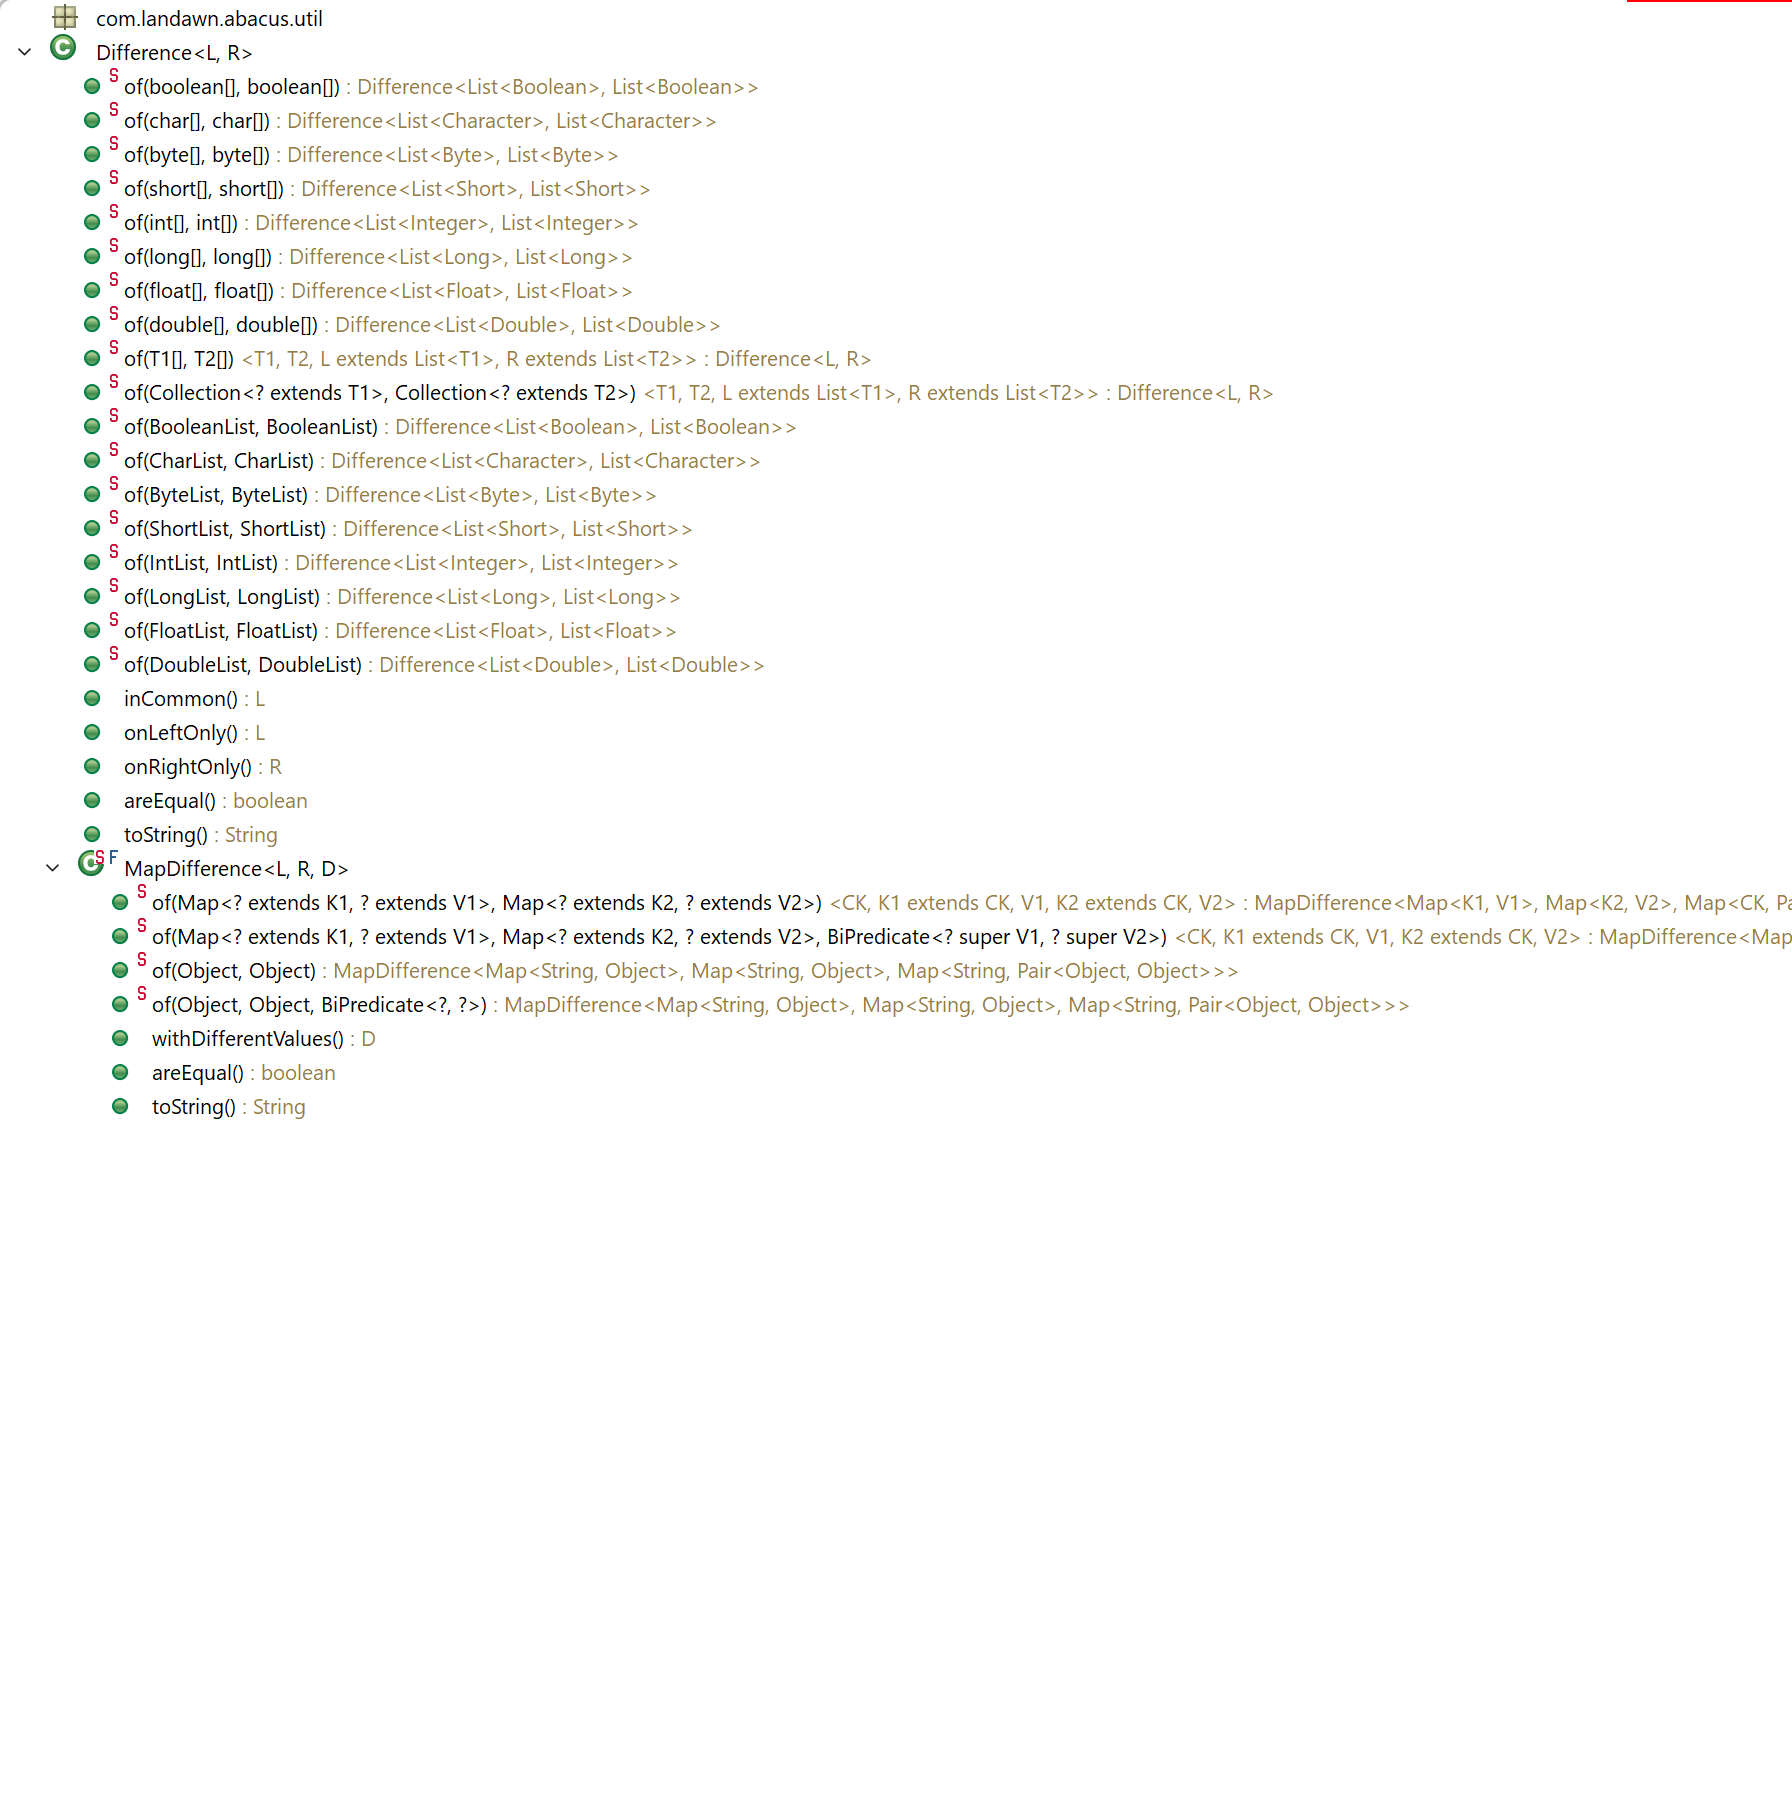 com.landawn.abacus.util
Difference<L, R>
S of(boolean[], boolean[]) : Difference<List<Boolean>, List<Boolean>>
S of(char[], char[]) : Difference<List<Character>, List<Character>>
S of(byte[], byte[]) : Difference<List<Byte>, List<Byte>>
S of(short[], short[]) : Difference<List<Short>, List<Short>>
S of(int[], int[]) : Difference<List<Integer>, List<Integer>>
S of(long[], long[]) : Difference<List<Long>, List<Long>>
S of(float[], float[]) : Difference<List<Float>, List<Float>>
S of(double[], double[]) : Difference<List<Double>, List<Double>>
S of(T1[], T2[]) <T1, T2, L extends List<T1>, R extends List<T2>> : Difference<L, R>
S of(Collection<? extends T1>, Collection<? extends T2>) <T1, T2, L extends List<T1>, R extends List<T2>> : Difference<L, R>
S of(BooleanList, BooleanList) : Difference<List<Boolean>, List<Boolean>>
S of(CharList, CharList) : Difference<List<Character>, List<Character>>
S of(ByteList, ByteList) : Difference<List<Byte>, List<Byte>>
S of(ShortList, ShortList) : Difference<List<Short>, List<Short>>
S of(IntList, IntList) : Difference<List<Integer>, List<Integer>>
S of(LongList, LongList) : Difference<List<Long>, List<Long>>
S of(FloatList, FloatList) : Difference<List<Float>, List<Float>>
S of(DoubleList, DoubleList) : Difference<List<Double>, List<Double>>
inCommon() : L
onLeftOnly() : L
onRightOnly() : R
areEqual() : boolean
toString() : String
C S F MapDifference<L, R, D>
S of(Map<? extends K1, ? extends V1>, Map<? extends K2, ? extends V2>) <CK, K1 extends CK, V1, K2 extends CK, V2> : MapDifference<Map<K1, V1>, Map<K2, V2>, Map<CK, Pa
S of(Map<? extends K1, ? extends V1>, Map<? extends K2, ? extends V2>, BiPredicate<? super V1, ? super V2>) <CK, K1 extends CK, V1, K2 extends CK, V2> : MapDifference<Map
S of(Object, Object) : MapDifference<Map<String, Object>, Map<String, Object>, Map<String, Pair<Object, Object>>>
S of(Object, Object, BiPredicate<?, ?>) : MapDifference<Map<String, Object>, Map<String, Object>, Map<String, Pair<Object, Object>>>
withDifferentValues() : D
areEqual() : boolean
toString() : String